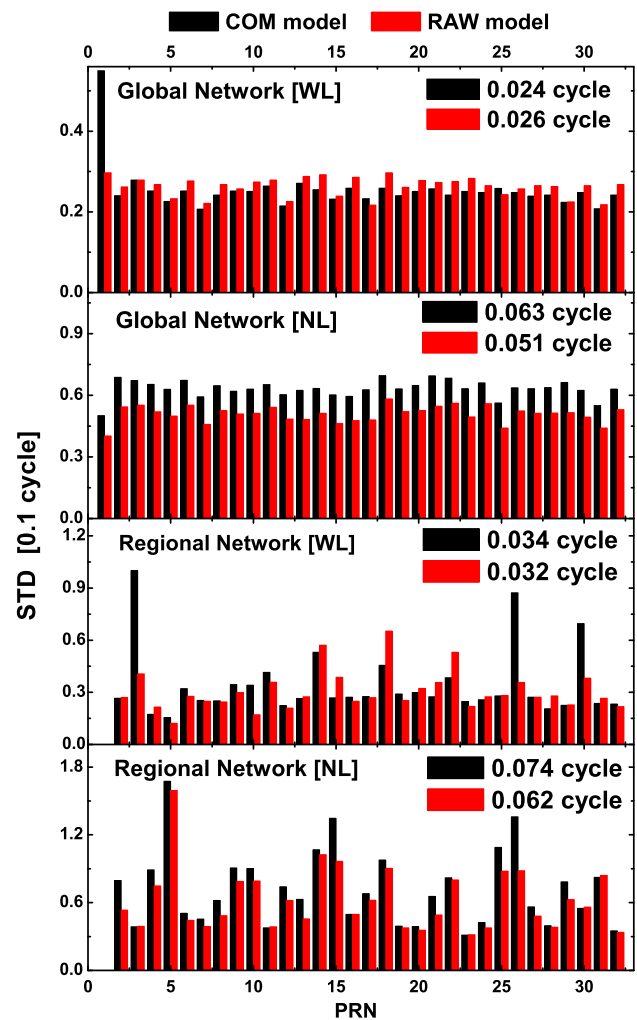 COM model RAW model
0 5 10 15 20 25 30
Global Network [WL] 0.024 cycle
0.026 cycle
0.4
0.2
0.0
Global Network [NL] 0.063 cycle
0.051 cycle
0.9
0.6
0.3
0.0
STD [0.1 cycle]
Regional Network [WL] 0.034 cycle
0.032 cycle
1.2
0.9
0.6
0.3
0.0
Regional Network [NL] 0.074 cycle
0.062 cycle
1.8
1.2
0.6
0.0
0 5 10 15 20 25 30
PRN